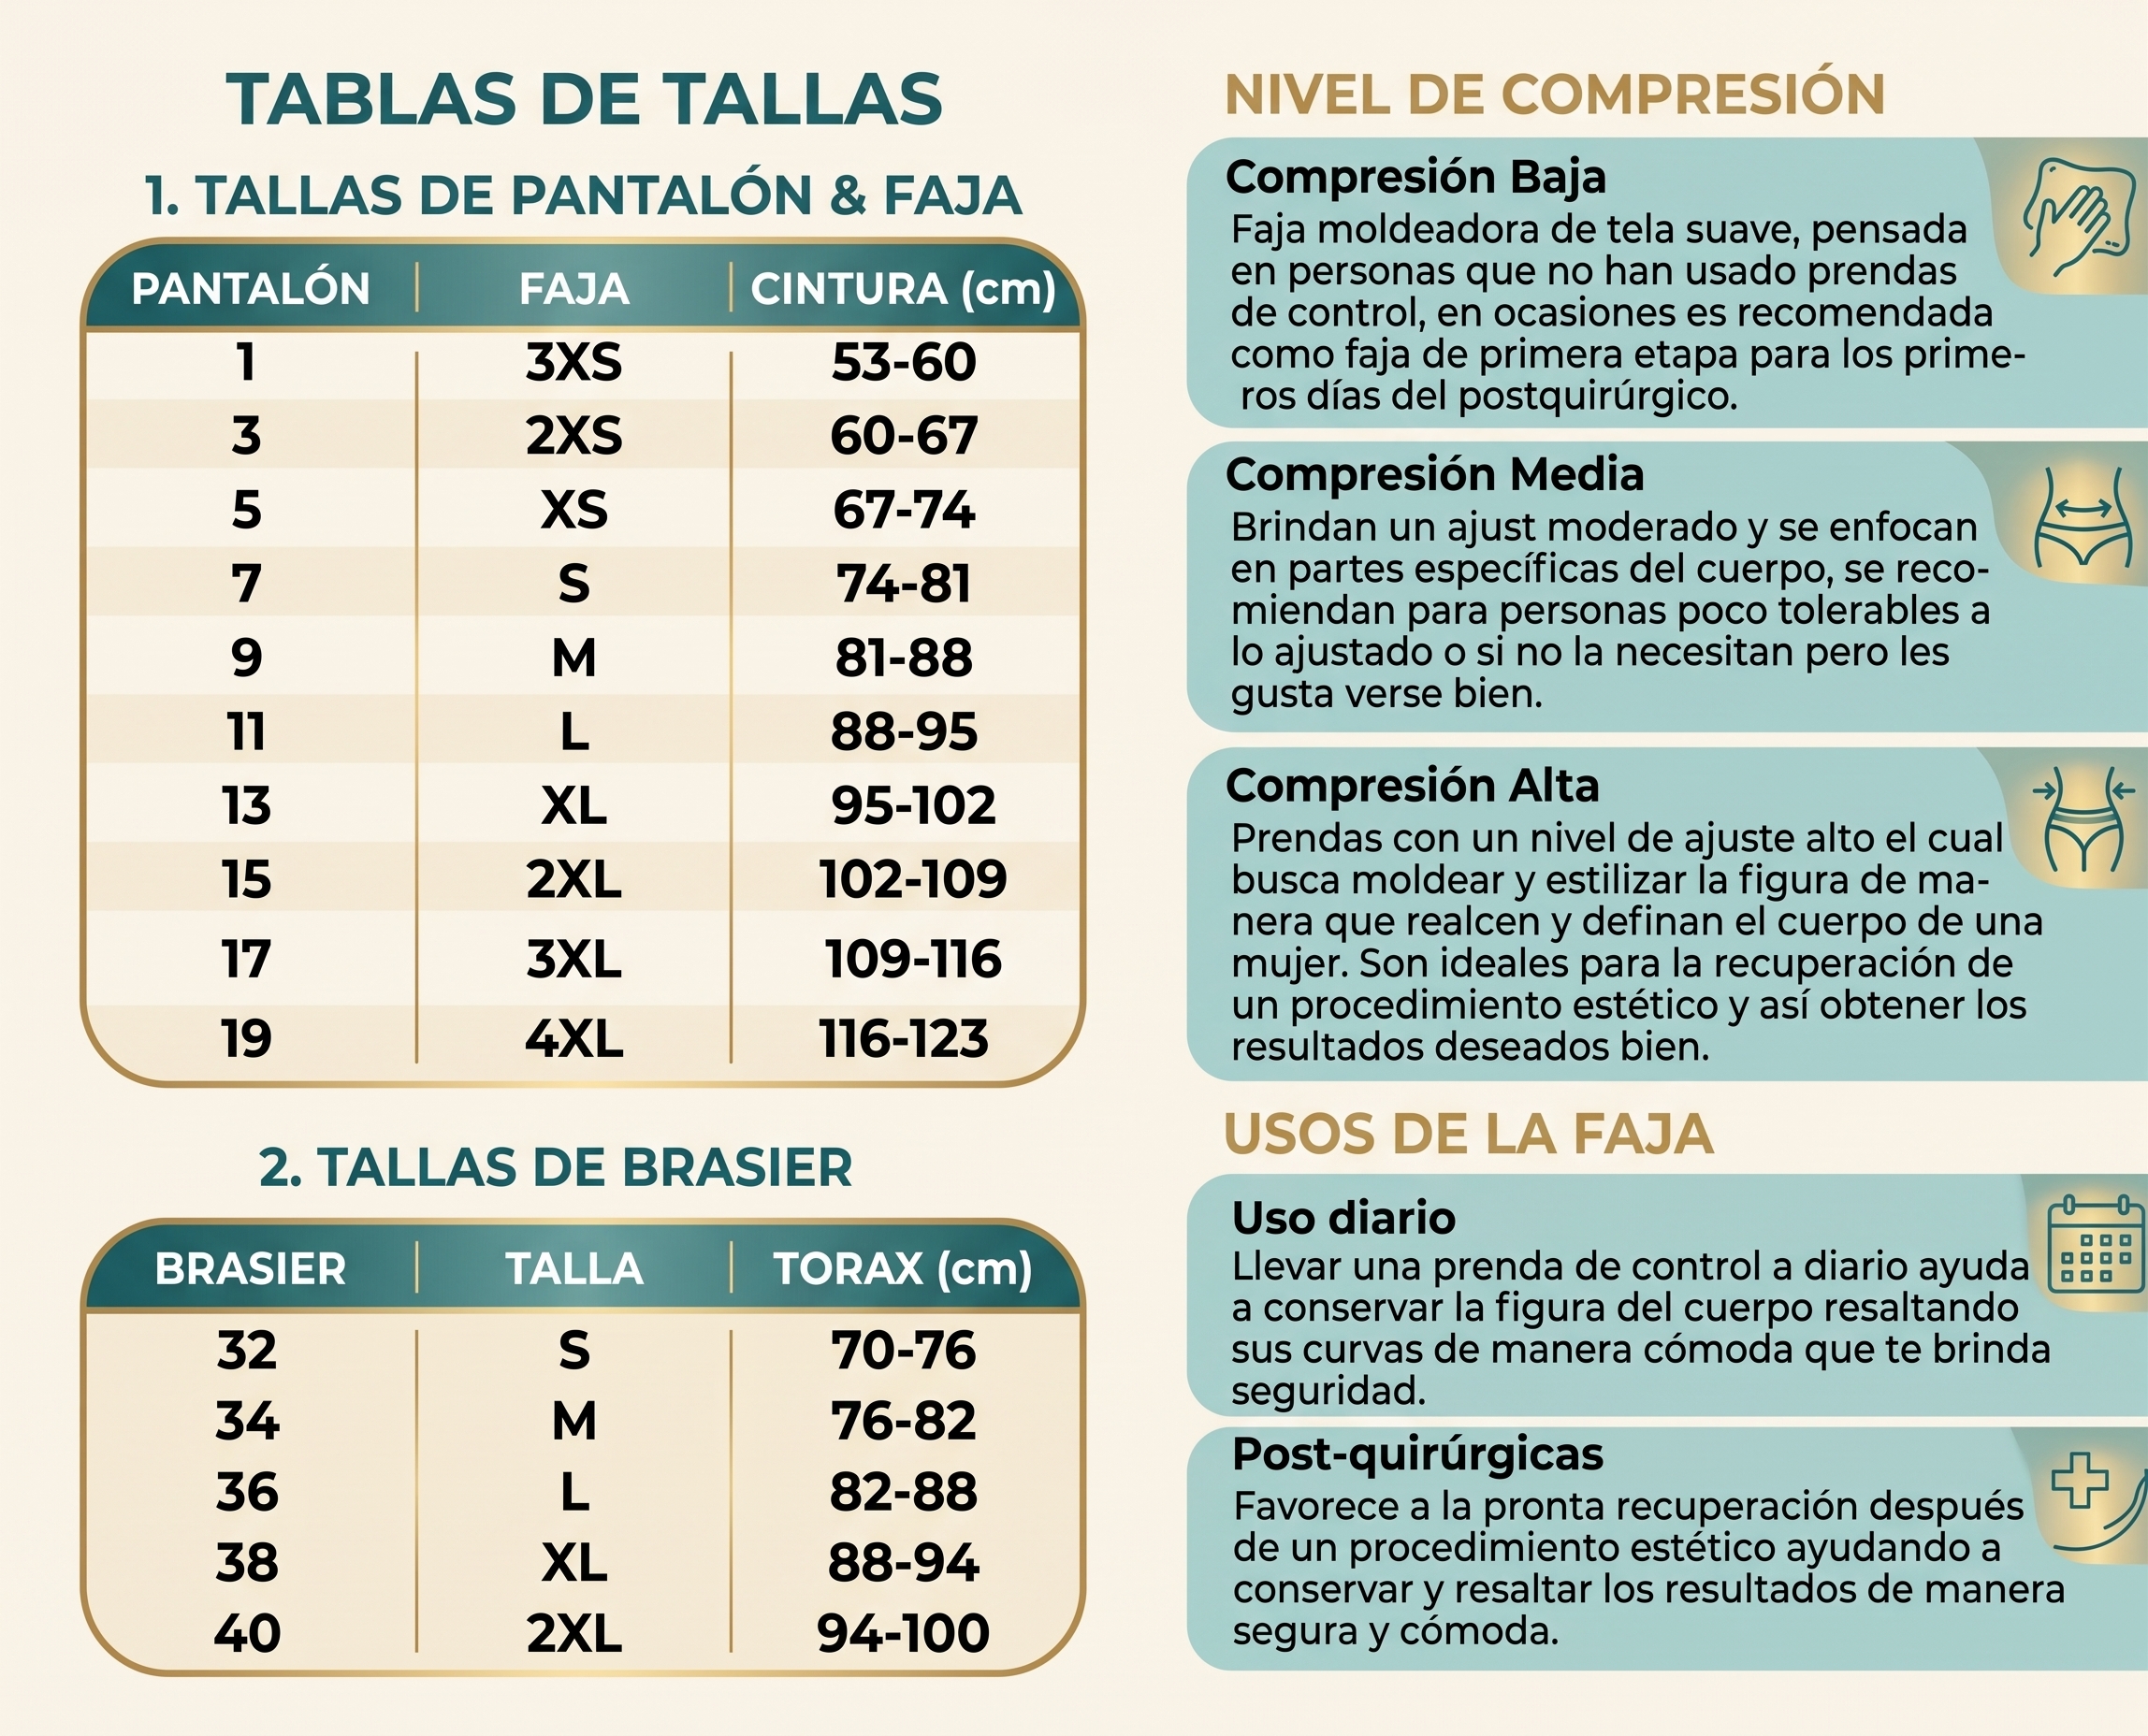 TABLAS DE TALLAS
1. TALLAS DE PANTALÓN & FAJA
PANTALÓN FAJA CINTURA (cm)
1 3XS 53-60
3 2XS 60-67
5 XS 67-74
7 S 74-81
9 M 81-88
11 L 88-95
13 XL 95-102
15 2XL 102-109
17 3XL 109-116
19 4XL 116-123
2. TALLAS DE BRASIER
BRASIER TALLA TORAX (cm)
32 S 70-76
34 M 76-82
36 L 82-88
38 XL 88-94
40 2XL 94-100
NIVEL DE COMPRESIÓN
Compresión Baja
Faja moldeadora de tela suave, pensada
en personas que no han usado prendas
de control, en ocasiones es recomendada
como faja de primera etapa para los prime-
ros días del postquirúrgico.
Compresión Media
Brindan un ajust moderado y se enfocan
en partes específicas del cuerpo, se reco-
miendan para personas poco tolerables a
lo ajustado o si no la necesitan pero les
gusta verse bien.
Compresión Alta
Prendas con un nivel de ajuste alto el cual
busca moldear y estilizar la figura de ma-
nera que realcen y definan el cuerpo de una
mujer. Son ideales para la recuperación de
un procedimiento estético y así obtener los
resultados deseados bien.
USOS DE LA FAJA
Uso diario
Llevar una prenda de control a diario ayuda
a conservar la figura del cuerpo resaltando
sus curvas de manera cómoda que te brinda
seguridad.
Post-quirúrgicas
Favorece a la pronta recuperación después
de un procedimiento estético ayudando a
conservar y resaltar los resultados de manera
segura y cómoda.